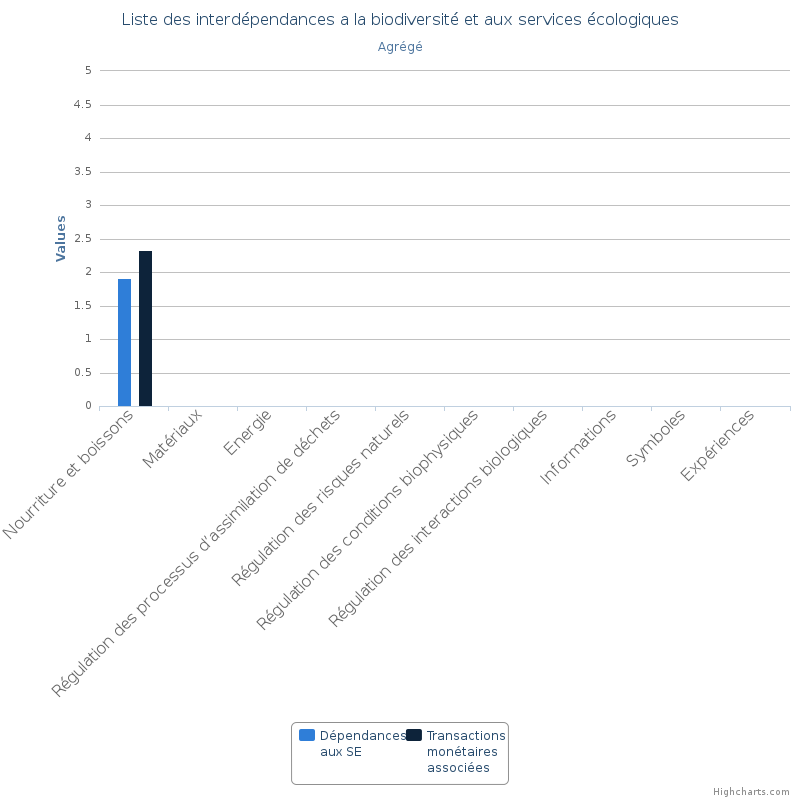 Liste des interdépendances a la biodiversité et aux services écologiques
Agrégé
Values
5
4.5
4
3.5
3
2.5
2
1.5
1
0.5
0
Nourriture et boissons
Matériaux
Energie
Régulation des processus d’assimilation de déchets
Régulation des risques naturels
Régulation des conditions biophysiques
Régulation des interactions biologiques
Informations
Symboles
Expériences
Dépendances
aux SE
Transactions
monétaires
associées
Highcharts.com